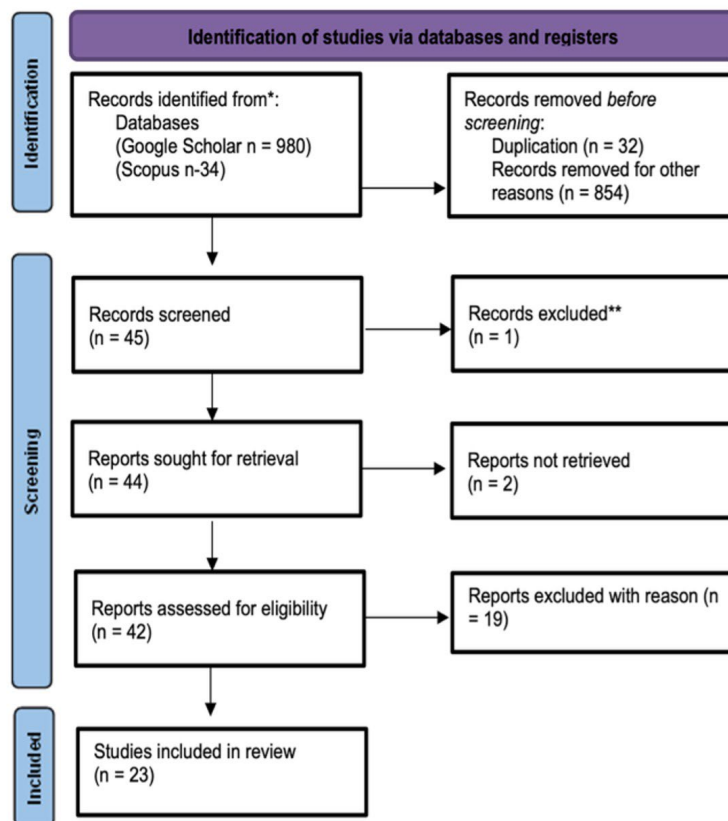 Identification of studies via databases and registers
Identification
Records identified from*:
Databases
(Google Scholar n = 980)
(Scopus n-34)
Records removed before
screening:
Duplication (n = 32)
Records removed for other
reasons (n = 854)
Screening
Records screened
(n = 45)
Records excluded**
(n = 1)
Reports sought for retrieval
(n = 44)
Reports not retrieved
(n = 2)
Reports assessed for eligibility
(n = 42)
Reports excluded with reason (n
= 19)
Included
Studies included in review
(n = 23)